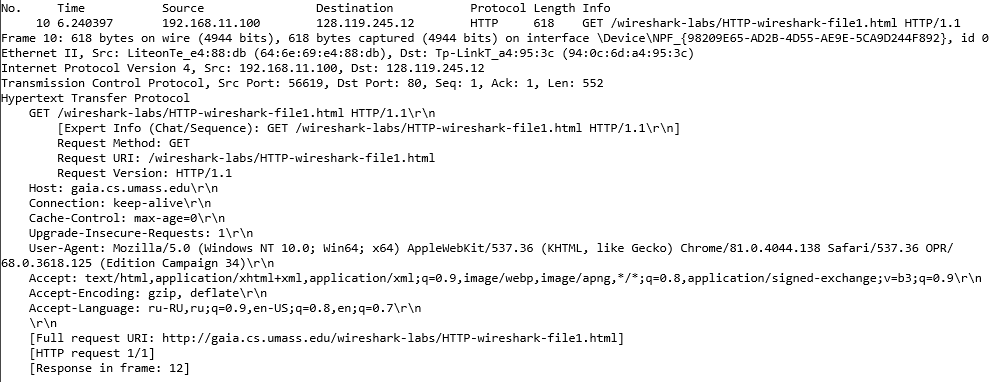 No. Time Source Destination Protocol Length Info
10 6.240397 192.168.11.100 128.119.245.12 HTTP 618 GET /wireshark-labs/HTTP-wireshark-file1.html HTTP/1.1
Frame 10: 618 bytes on wire (4944 bits), 618 bytes captured (4944 bits) on interface \Device\NPF_{98209E65-AD2B-4D55-AE9E-5CA9D244F892}, id 0
Ethernet II, Src: LiteonTe_e4:88:db (64:6e:69:e4:88:db), Dst: Tp-LinkT_a4:95:3c (94:0c:6d:a4:95:3c)
Internet Protocol Version 4, Src: 192.168.11.100, Dst: 128.119.245.12
Transmission Control Protocol, Src Port: 56619, Dst Port: 80, Seq: 1, Ack: 1, Len: 552
Hypertext Transfer Protocol
GET /wireshark-labs/HTTP-wireshark-file1.html HTTP/1.1\r\n
[Expert Info (Chat/Sequence): GET /wireshark-labs/HTTP-wireshark-file1.html HTTP/1.1\r\n]
Request Method: GET
Request URI: /wireshark-labs/HTTP-wireshark-file1.html
Request Version: HTTP/1.1
Host: gaia.cs.umass.edu\r\n
Connection: keep-alive\r\n
Cache-Control: max-age=0\r\n
Upgrade-Insecure-Requests: 1\r\n
User-Agent: Mozilla/5.0 (Windows NT 10.0; Win64; x64) AppleWebKit/537.36 (KHTML, like Gecko) Chrome/81.0.4044.138 Safari/537.36 OPR/
68.0.3618.125 (Edition Campaign 34)\r\n
Accept: text/html,application/xhtml+xml,application/xml;q=0.9,image/webp,image/apng,*/*;q=0.8,application/signed-exchange;v=b3;q=0.9\r\n
Accept-Encoding: gzip, deflate\r\n
Accept-Language: ru-RU,ru;q=0.9,en-US;q=0.8,en;q=0.7\r\n
\r\n
[Full request URI: http://gaia.cs.umass.edu/wireshark-labs/HTTP-wireshark-file1.html]
[HTTP request 1/1]
[Response in frame: 12]